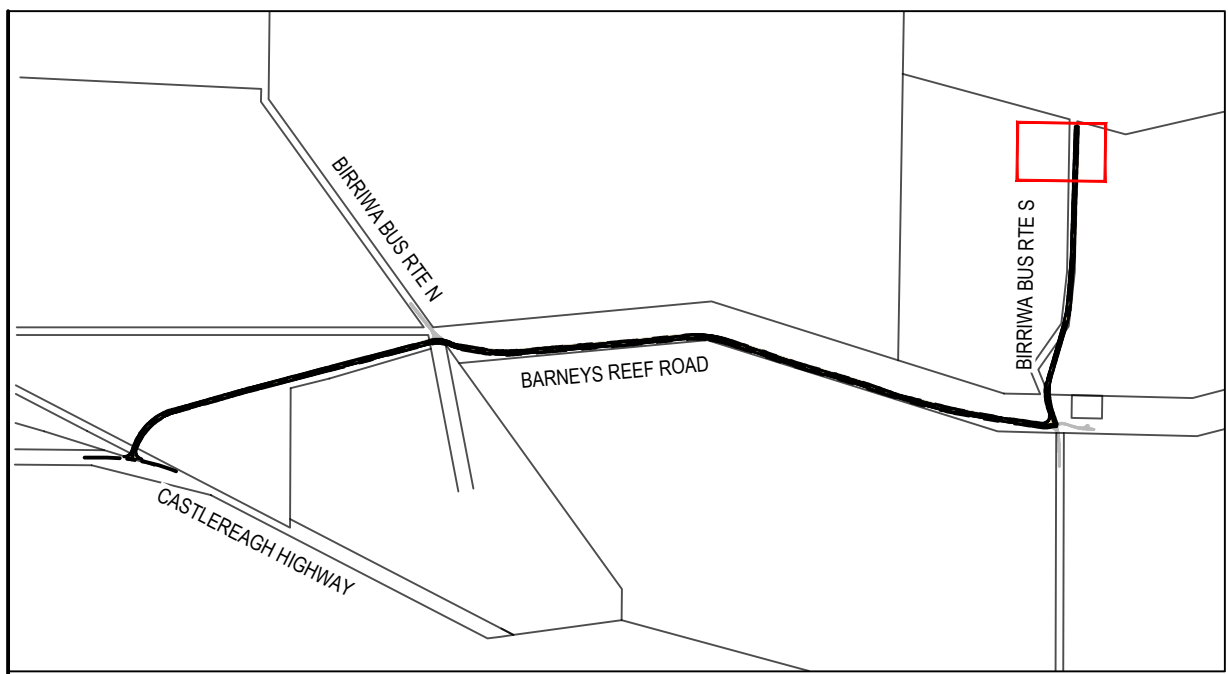 BIRRIWA BUS RTE N
BIRRIWA BUS RTE S
BARNEYS REEF ROAD
CASTLEREAGH HIGHWAY